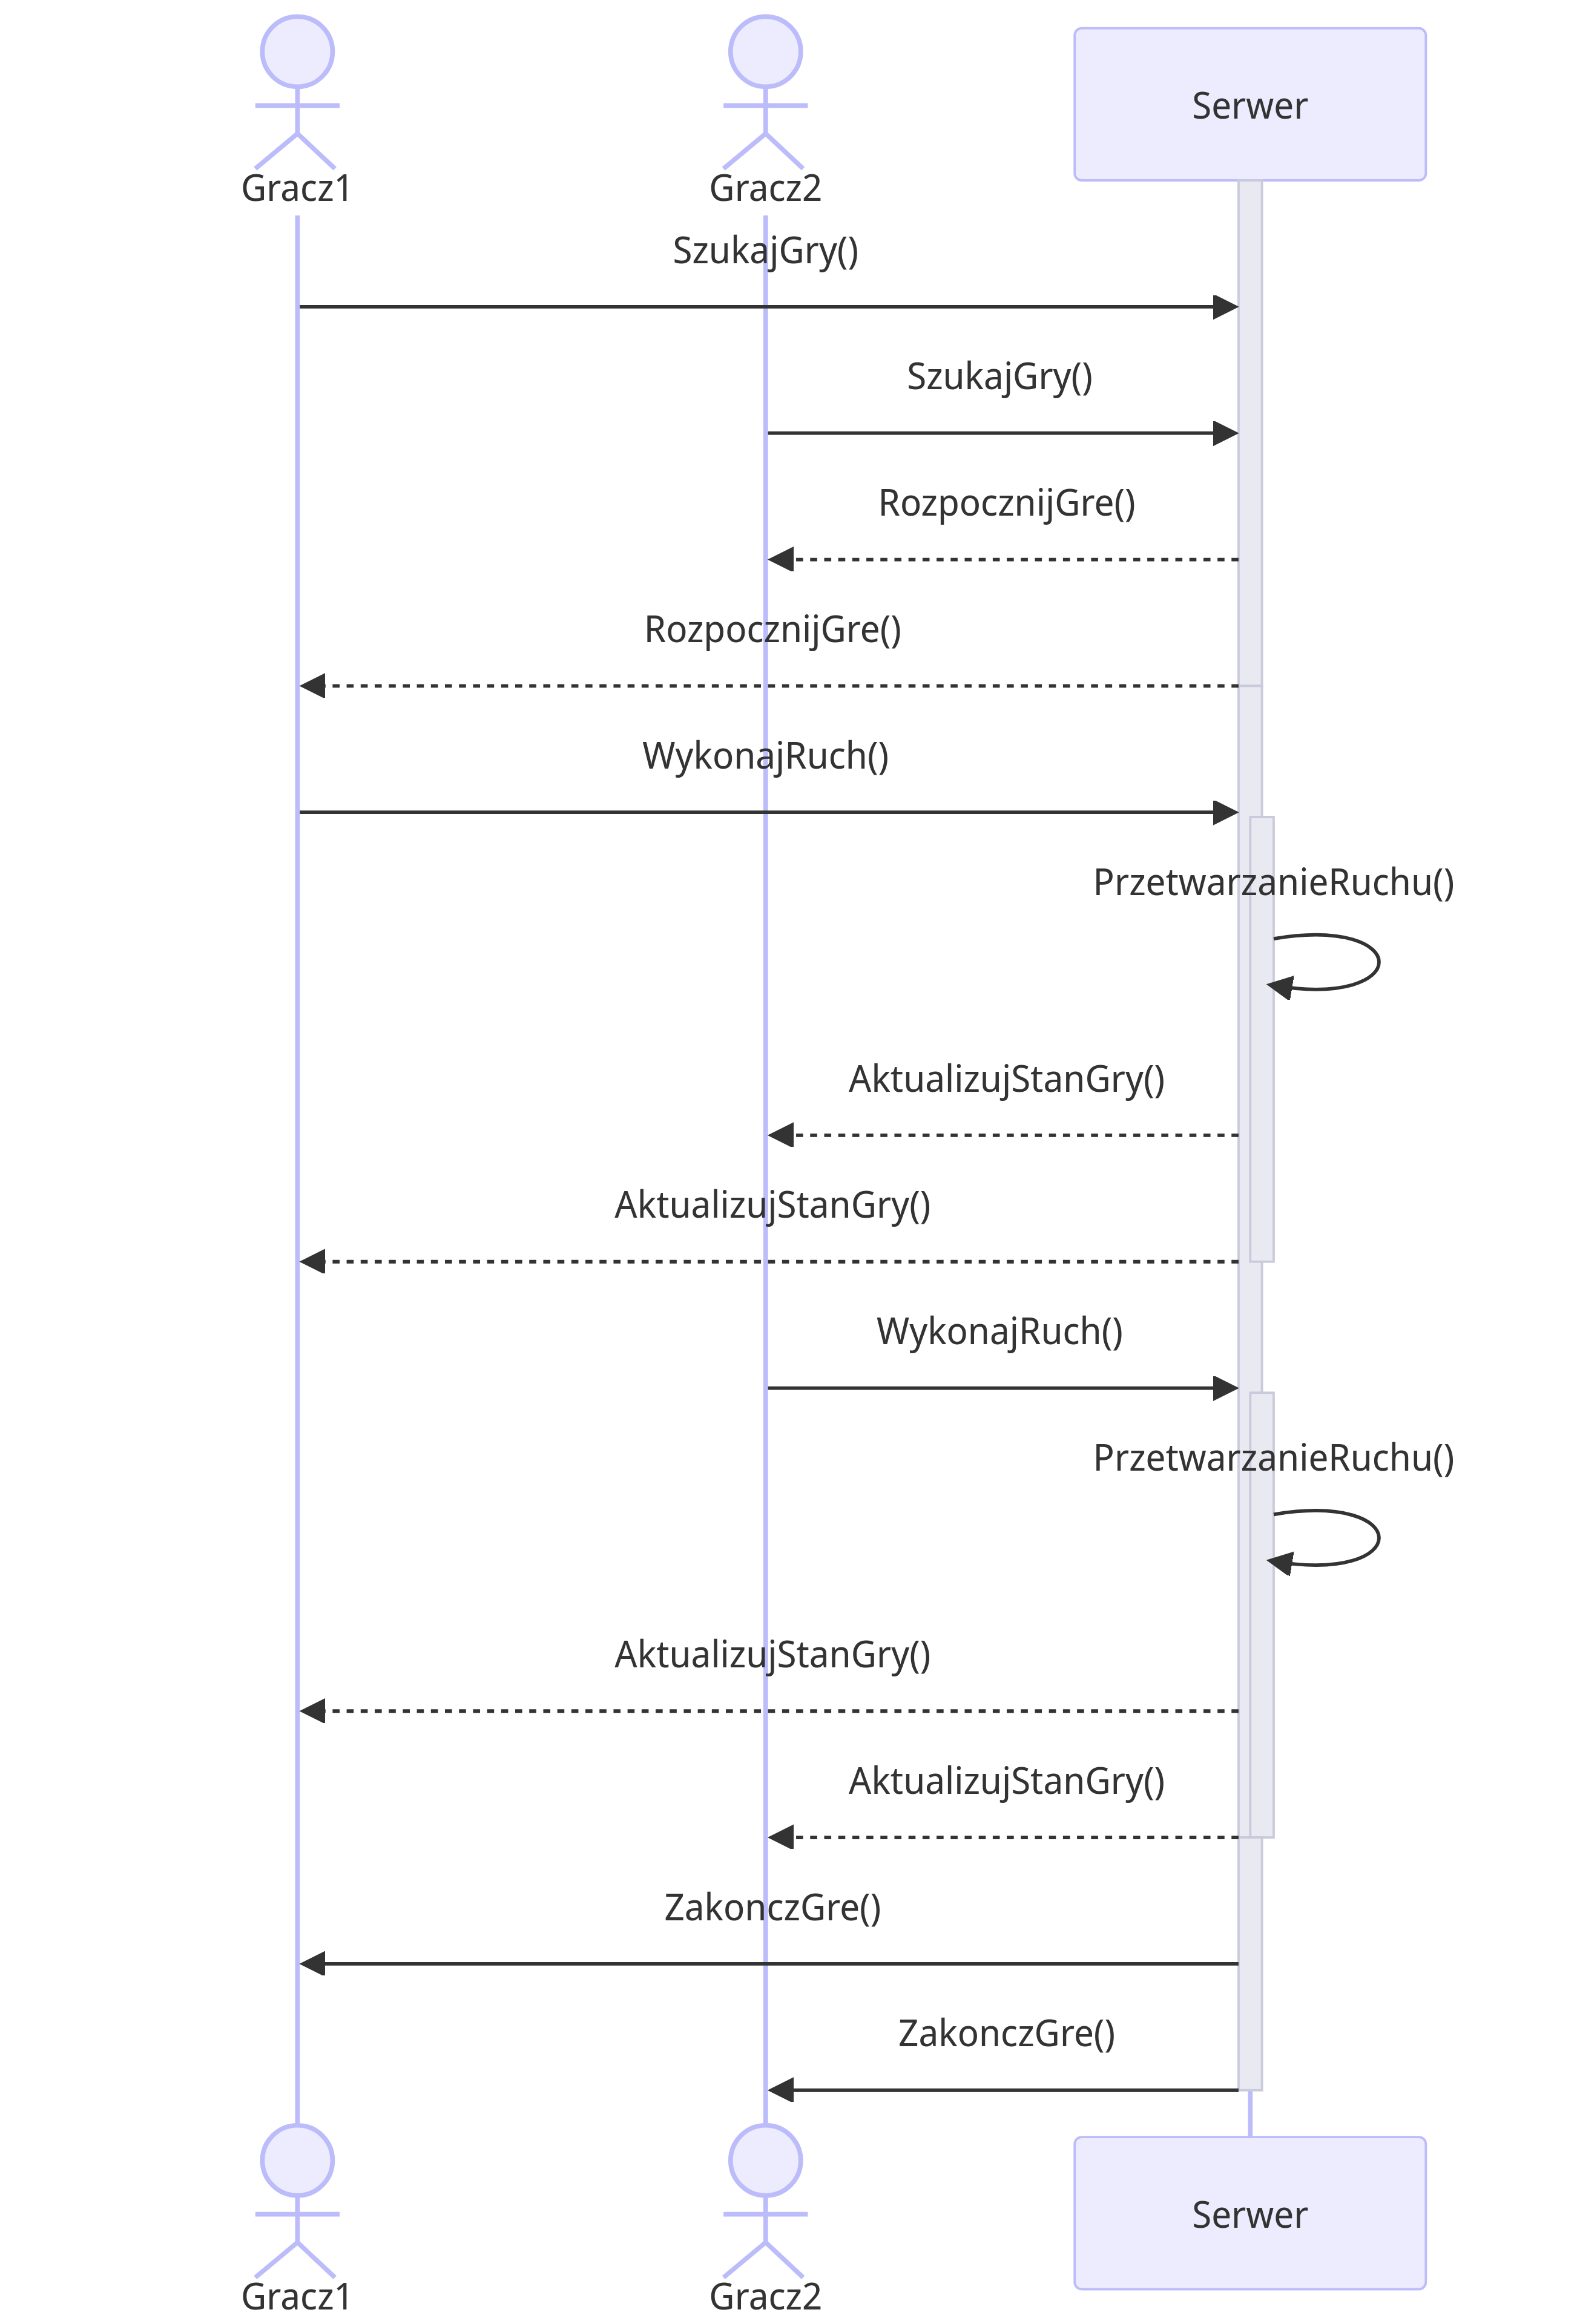 Gracz1
Gracz2
Serwer
SzukajGry()
SzukajGry()
RozpocznijGre()
RozpocznijGre()
WykonajRuch()
PrzetwarzanieRuchu()
AktualizujStanGry()
AktualizujStanGry()
WykonajRuch()
PrzetwarzanieRuchu()
AktualizujStanGry()
AktualizujStanGry()
ZakonczGre()
ZakonczGre()
Gracz1
Gracz2
Serwer